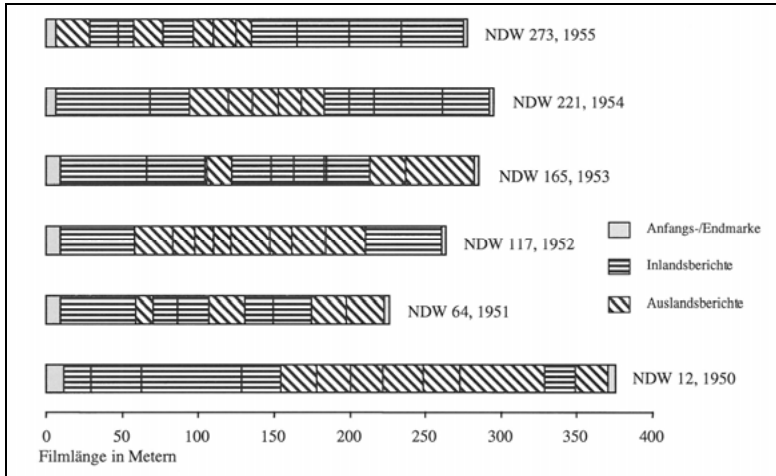 NDW 273, 1955
NDW 221, 1954
NDW 165, 1953
NDW 117, 1952
Anfangs-/Endmarke
Inlandsberichte
Auslandsberichte
NDW 64, 1951
NDW 12, 1950
0 50 100 150 200 250 300 350 400
Filmlänge in Metern